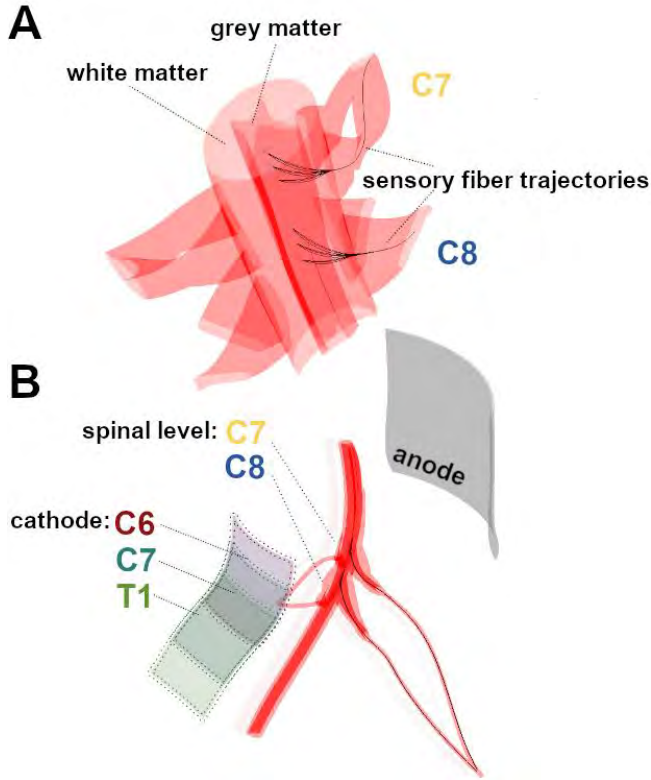 A
grey matter
white matter
C7
sensory fiber trajectories
C8
B
spinal level: C7
C8
anode
cathode: C6
C7
T1